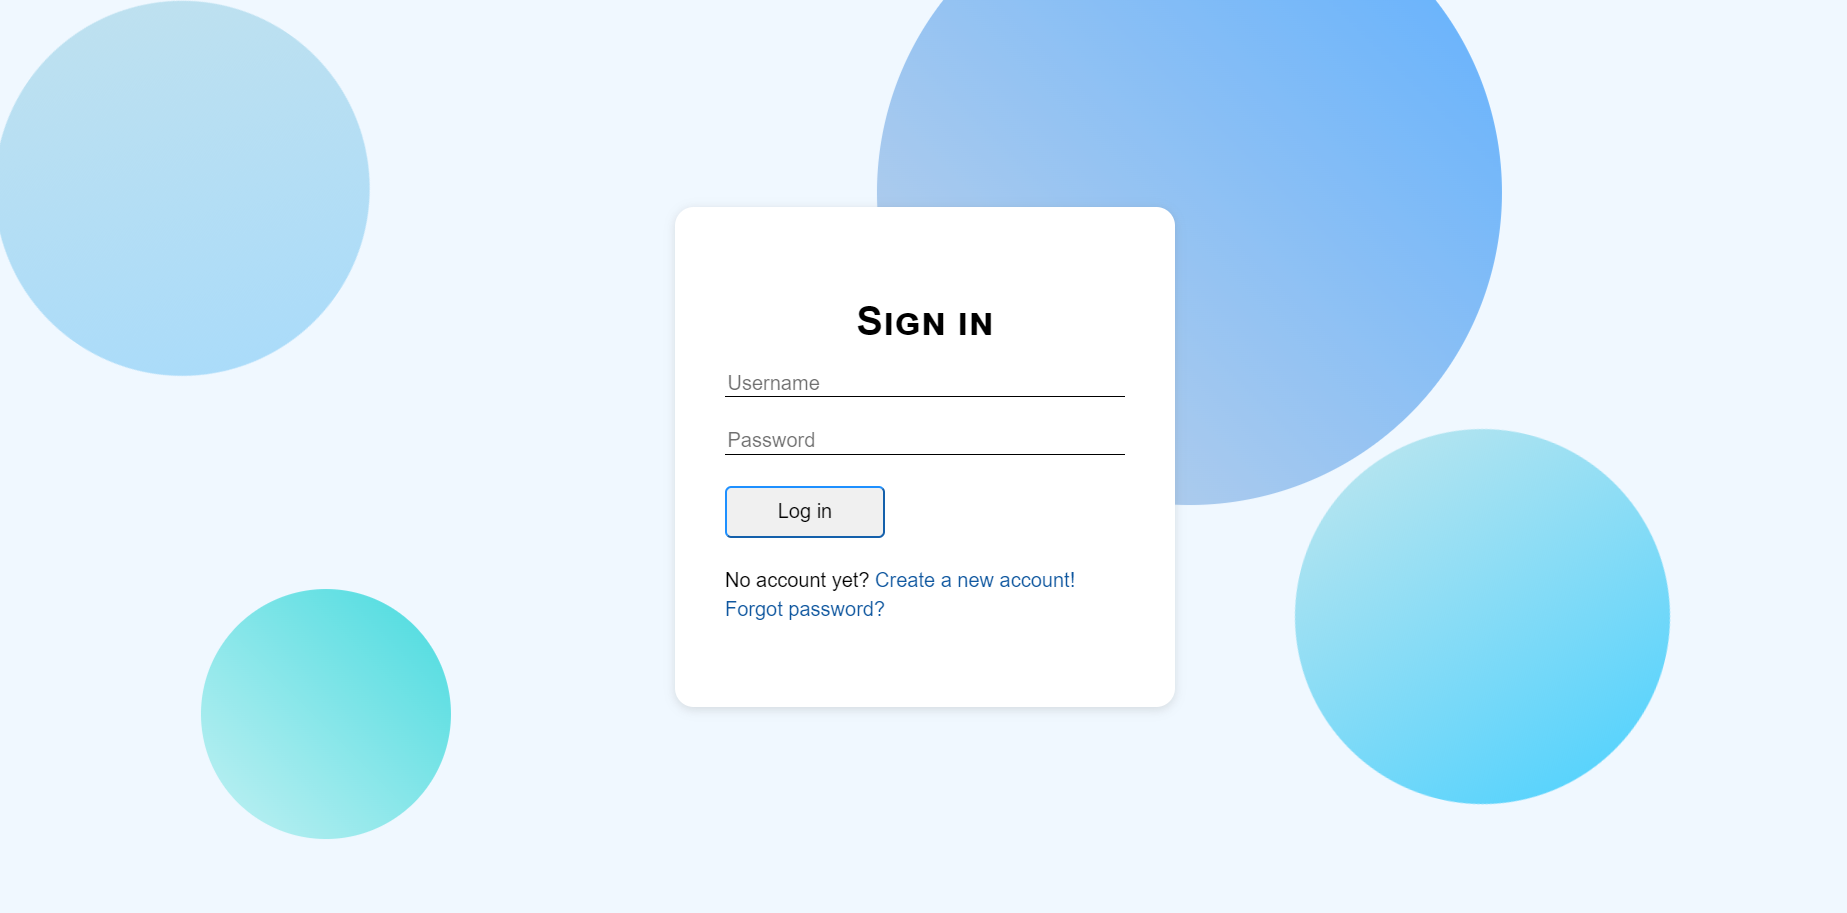 Sign in
Username
Password
Log in
No account yet? Create a new account!
Forgot password?